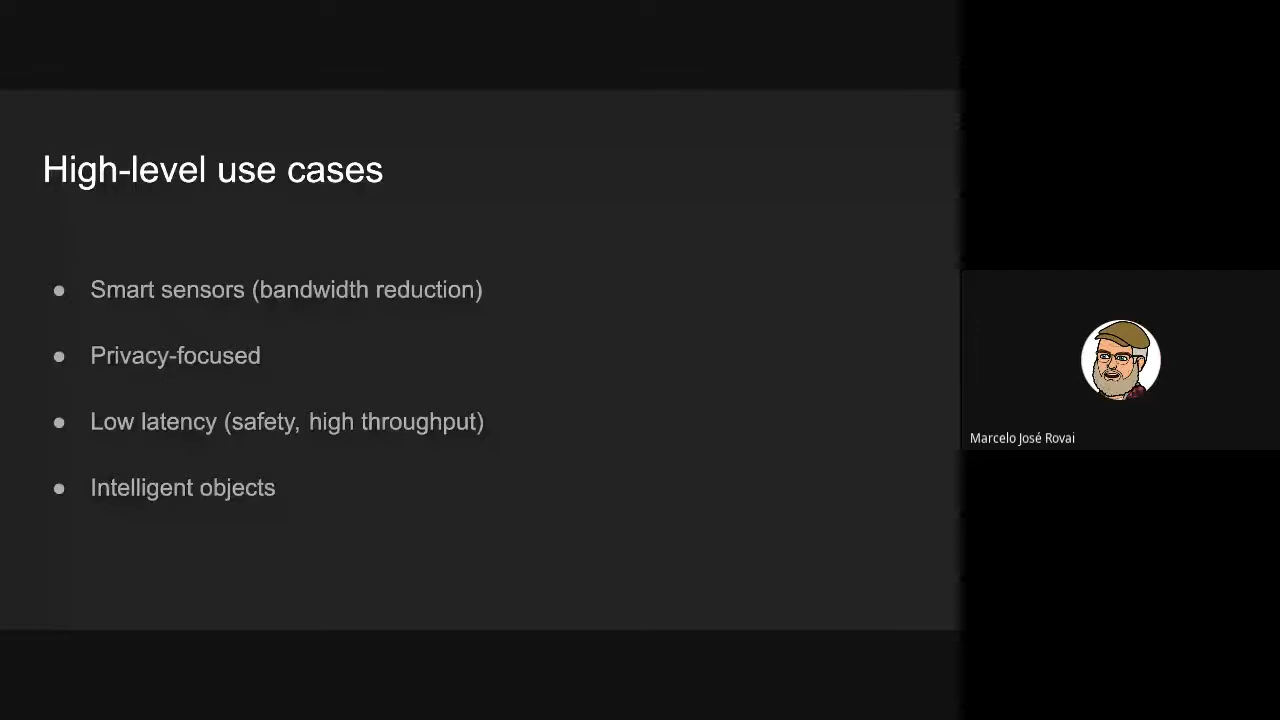 High-level use cases
● Smart sensors (bandwidth reduction)
● Privacy-focused
● Low latency (safety, high throughput)
● Intelligent objects
Marcelo José Rovai